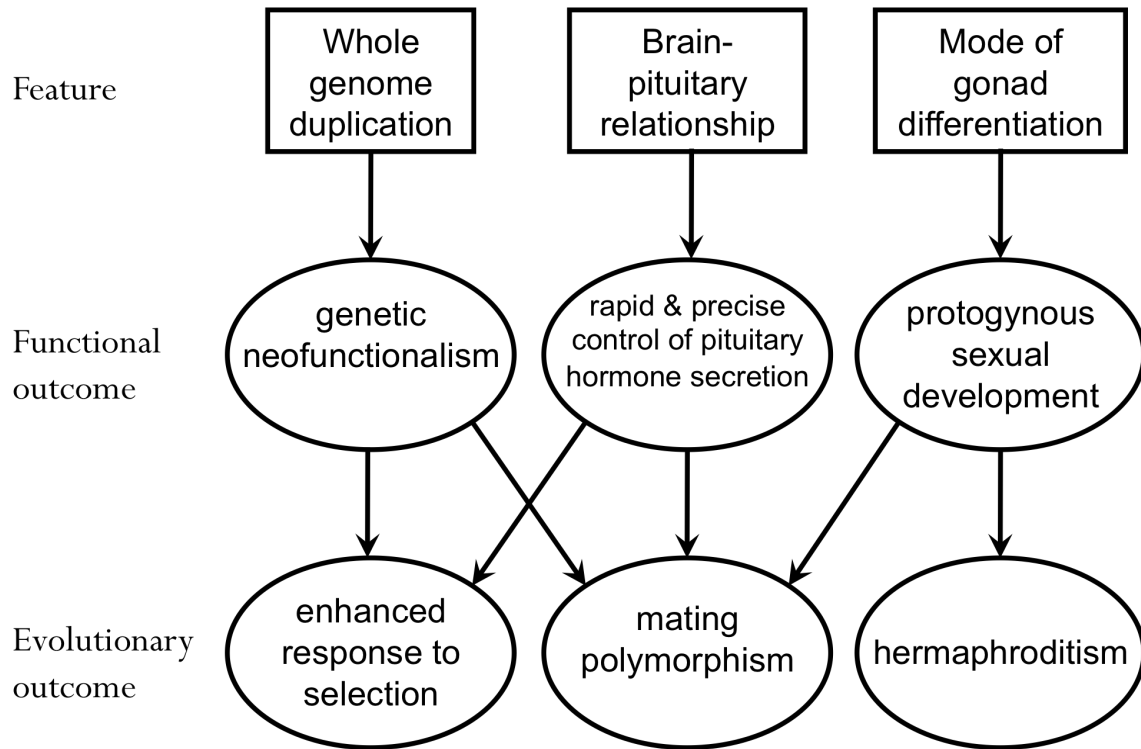 Feature
Whole
genome
duplication
Brain-
pituitary
relationship
Mode of
gonad
differentiation
Functional
outcome
genetic
neofunctionalism
rapid & precise
control of pituitary
hormone secretion
protogynous
sexual
development
Evolutionary
outcome
enhanced
response to
selection
mating
polymorphism
hermaphroditism